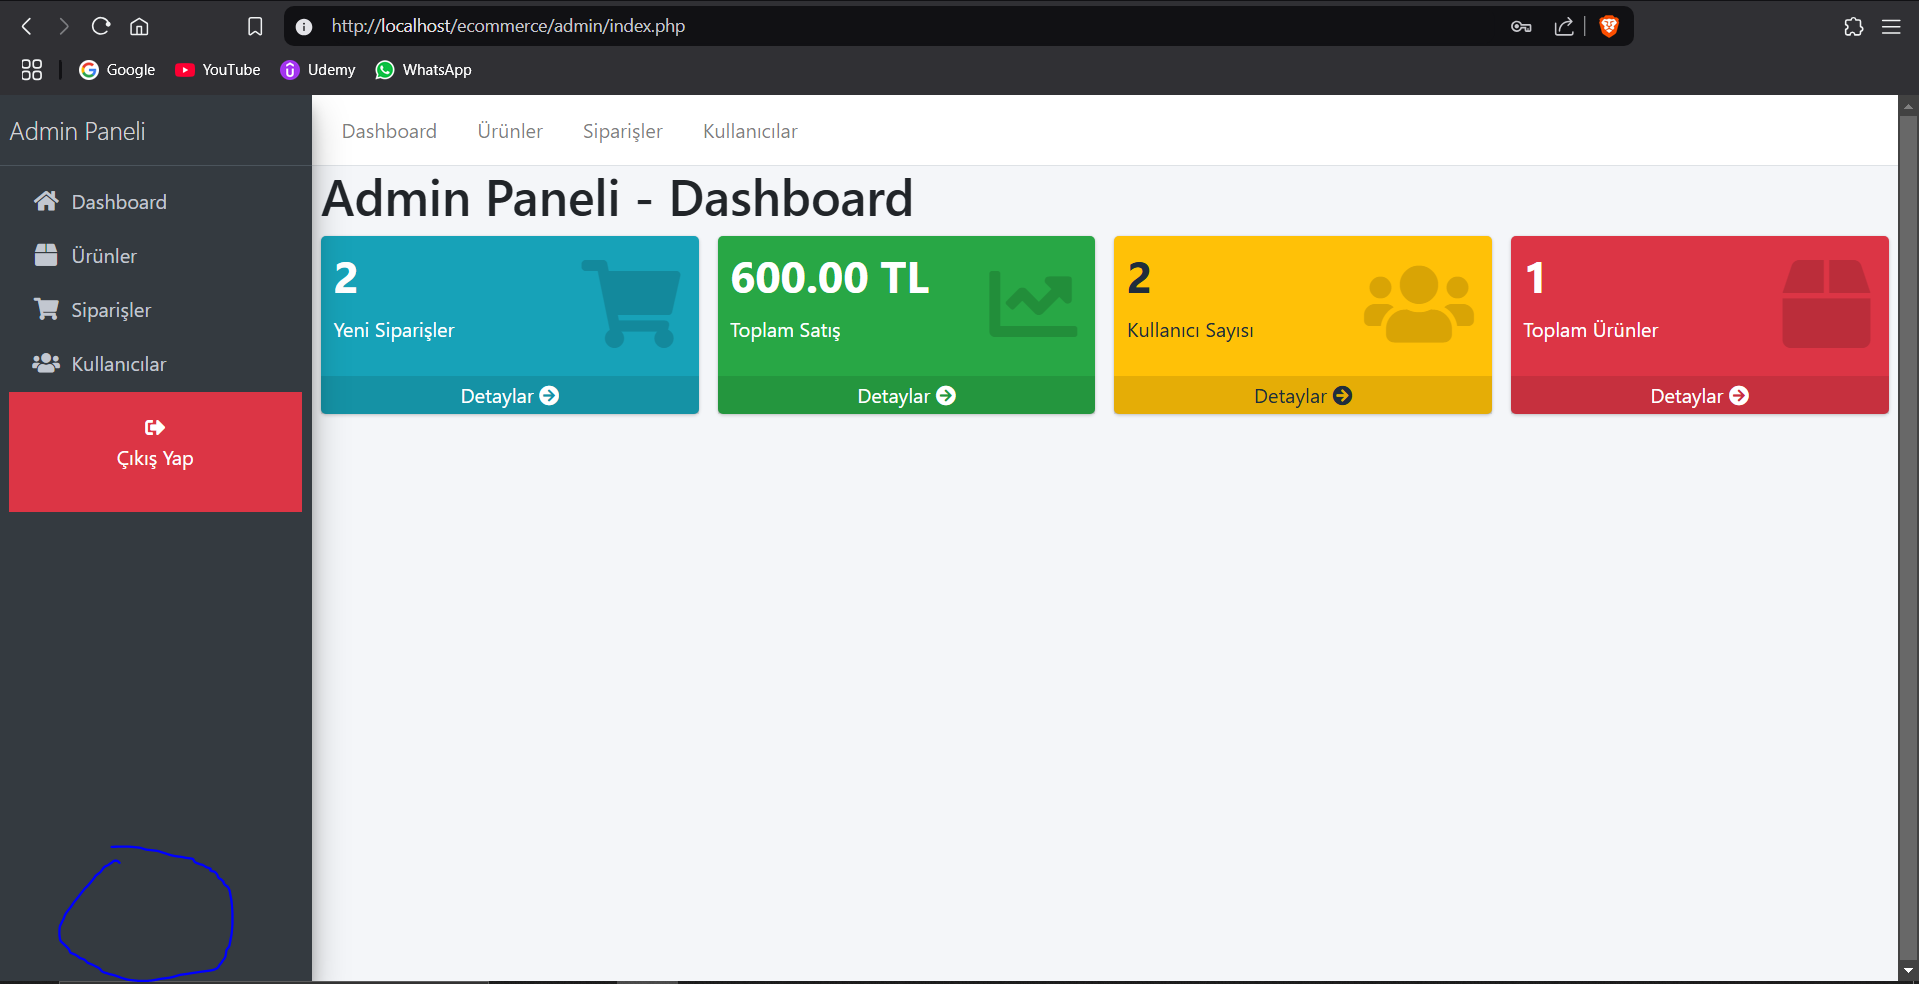 http://localhost/ecommerce/admin/index.php
Google YouTube Udemy WhatsApp
Admin Paneli
Dashboard Ürünler Siparişler Kullanıcılar
Dashboard
Ürünler
Siparişler
Kullanıcılar
Çıkış Yap
Admin Paneli - Dashboard
2
Yeni Siparişler
Detaylar
600.00 TL
Toplam Satış
Detaylar
2
Kullanıcı Sayısı
Detaylar
1
Toplam Ürünler
Detaylar